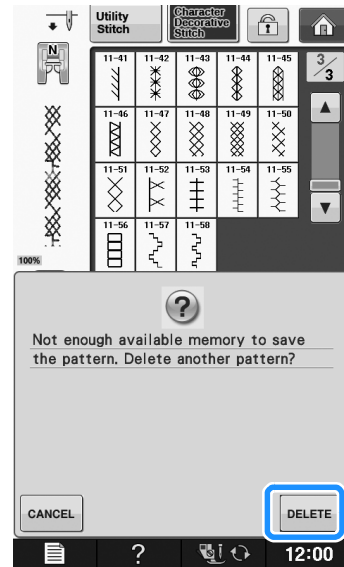 Utility
Stitch
Character
Decorative
Stitch
N
3/3
11-41 11-42 11-43 11-44 11-45
11-46 11-47 11-48 11-49 11-50
11-51 11-52 11-53 11-54 11-55
11-56 11-57 11-58
100%
?
Not enough available memory to save
the pattern. Delete another pattern?
CANCEL DELETE
? 12:00